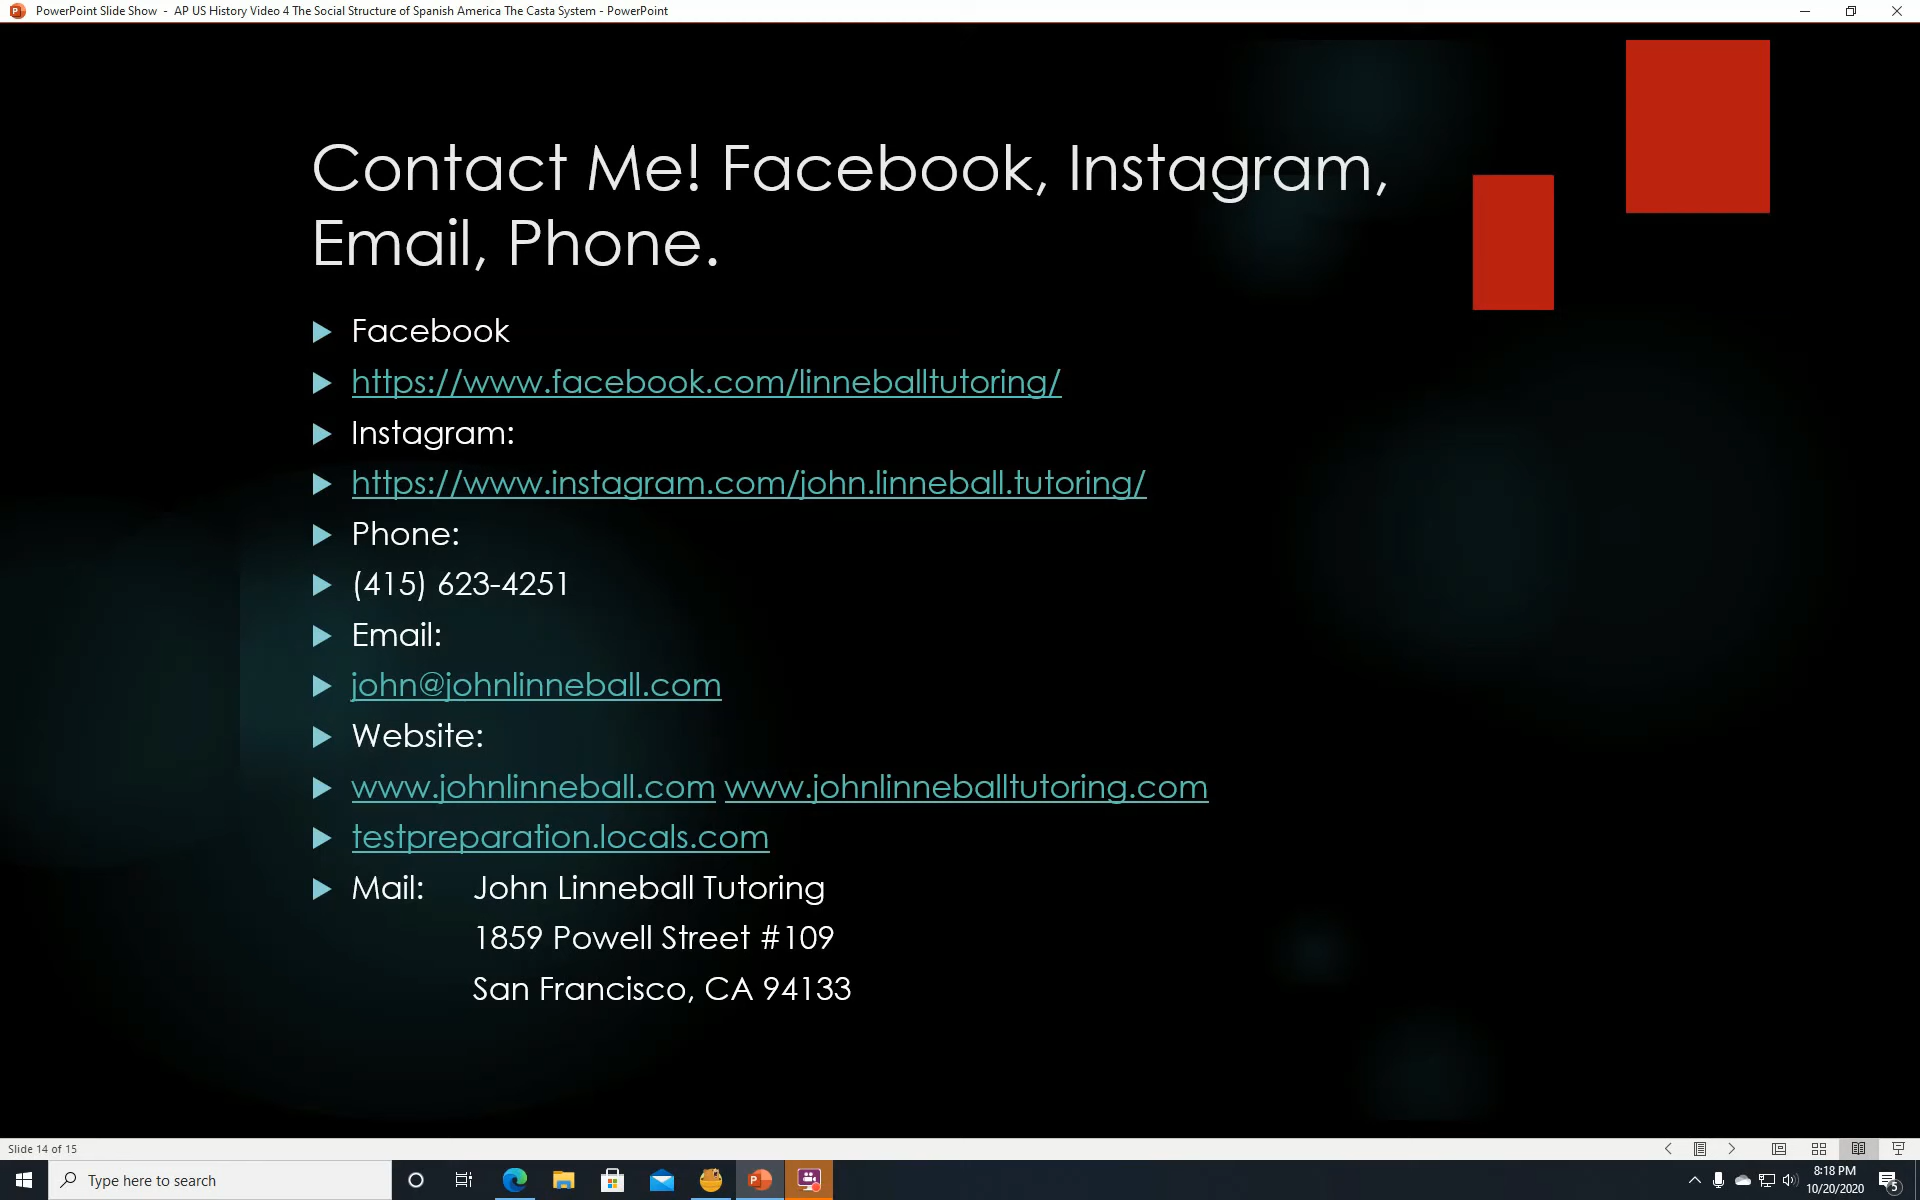 PowerPoint Slide Show - AP US History Video 4 The Social Structure of Spanish America The Casta System - PowerPoint
Contact Me! Facebook, Instagram,
Email, Phone.
Facebook
https://www.facebook.com/linneballtutoring/
Instagram:
https://www.instagram.com/john.linneball.tutoring/
Phone:
(415) 623-4251
Email:
john@johnlinneball.com
Website:
www.johnlinneball.com www.johnlinneballtutoring.com
testpreparation.locals.com
Mail: John Linneball Tutoring
1859 Powell Street #109
San Francisco, CA 94133
Slide 14 of 15
Type here to search
8:18 PM
10/20/2020
5